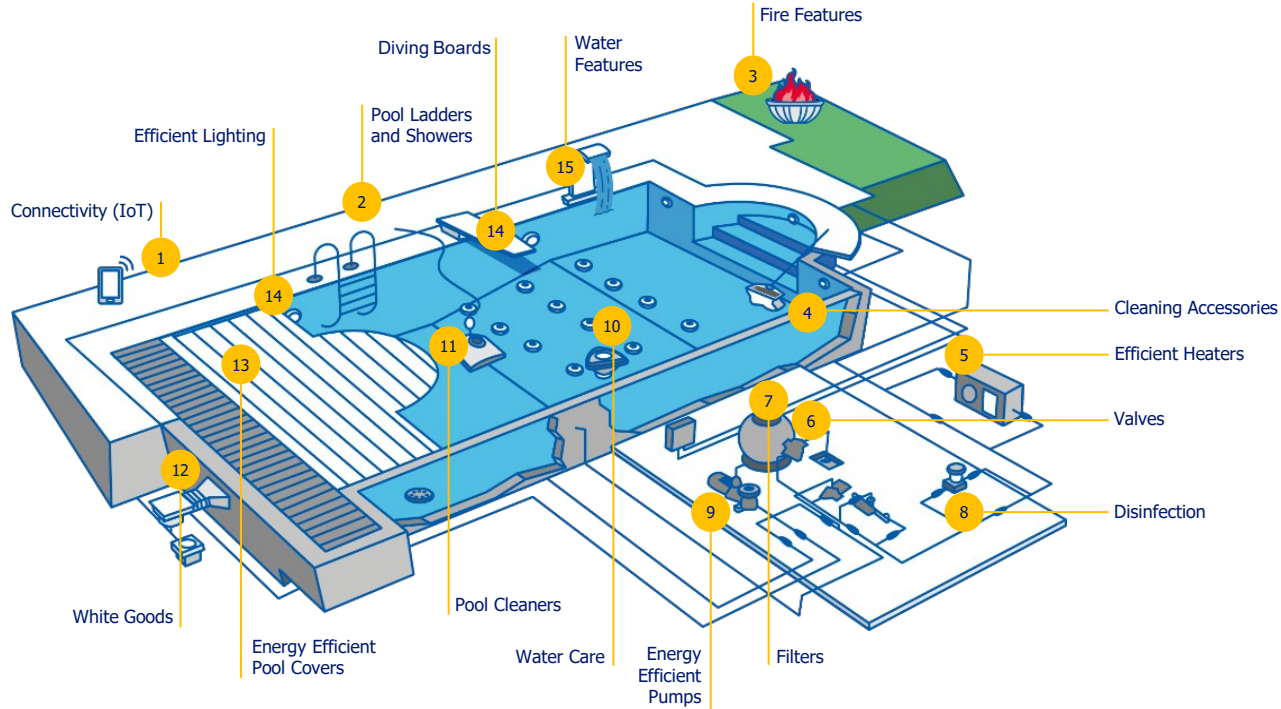 Fire Features
Diving Boards
Water
Features
3
Pool Ladders
and Showers
Efficient Lighting
15
2
Connectivity (IoT)
14
1
14
4
Cleaning Accessories
10
11
5
Efficient Heaters
13
7
6
Valves
12
9
8
Disinfection
White Goods
Pool Cleaners
Energy Efficient
Pool Covers
Water Care
Energy
Efficient
Pumps
Filters